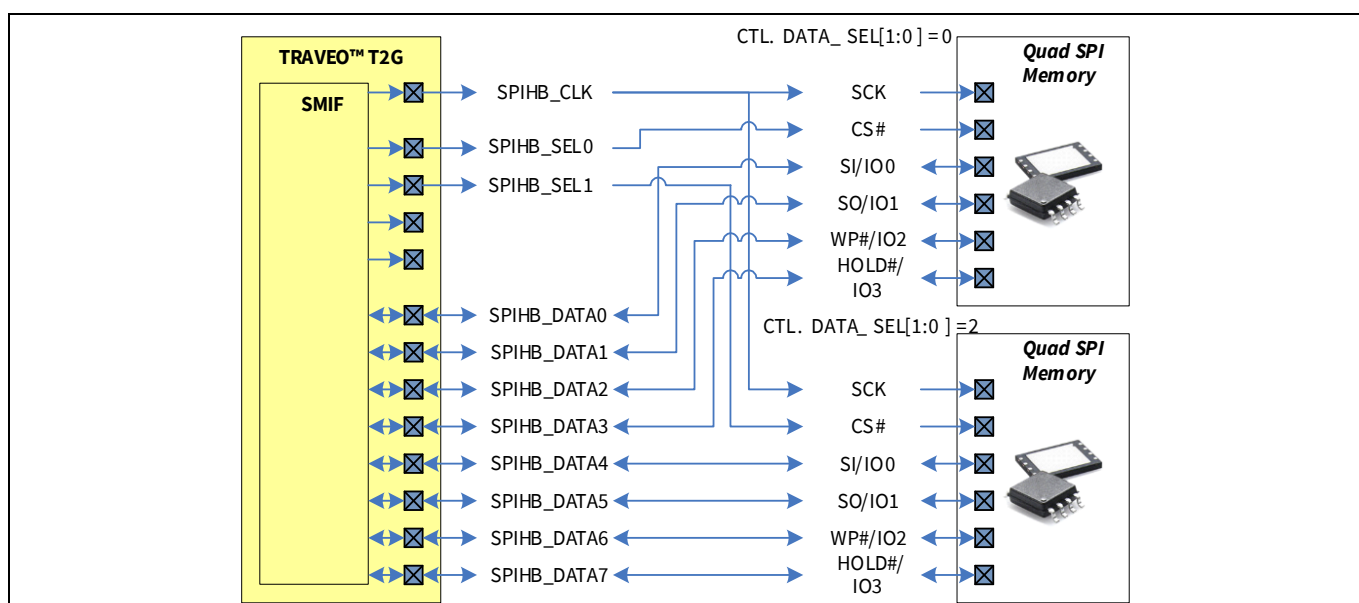 CTL. DATA_ SEL[1:0 ] = 0
TRAVEO™ T2G
SMIF
Quad SPI
Memory
SPIHB_CLK
SCK
CS#
SPIHB_SEL0
SI/IO0
SPIHB_SEL1
SO/IO1
WP#/IO2
HOLD#/
IO3
SPIHB_DATA0
CTL. DATA_ SEL[1:0 ] =2
SPIHB_DATA1
Quad SPI
Memory
SPIHB_DATA2
SCK
SPIHB_DATA3
CS#
SPIHB_DATA4
SI/IO0
SPIHB_DATA5
SO/IO1
SPIHB_DATA6
WP#/IO2
SPIHB_DATA7
HOLD#/
IO3